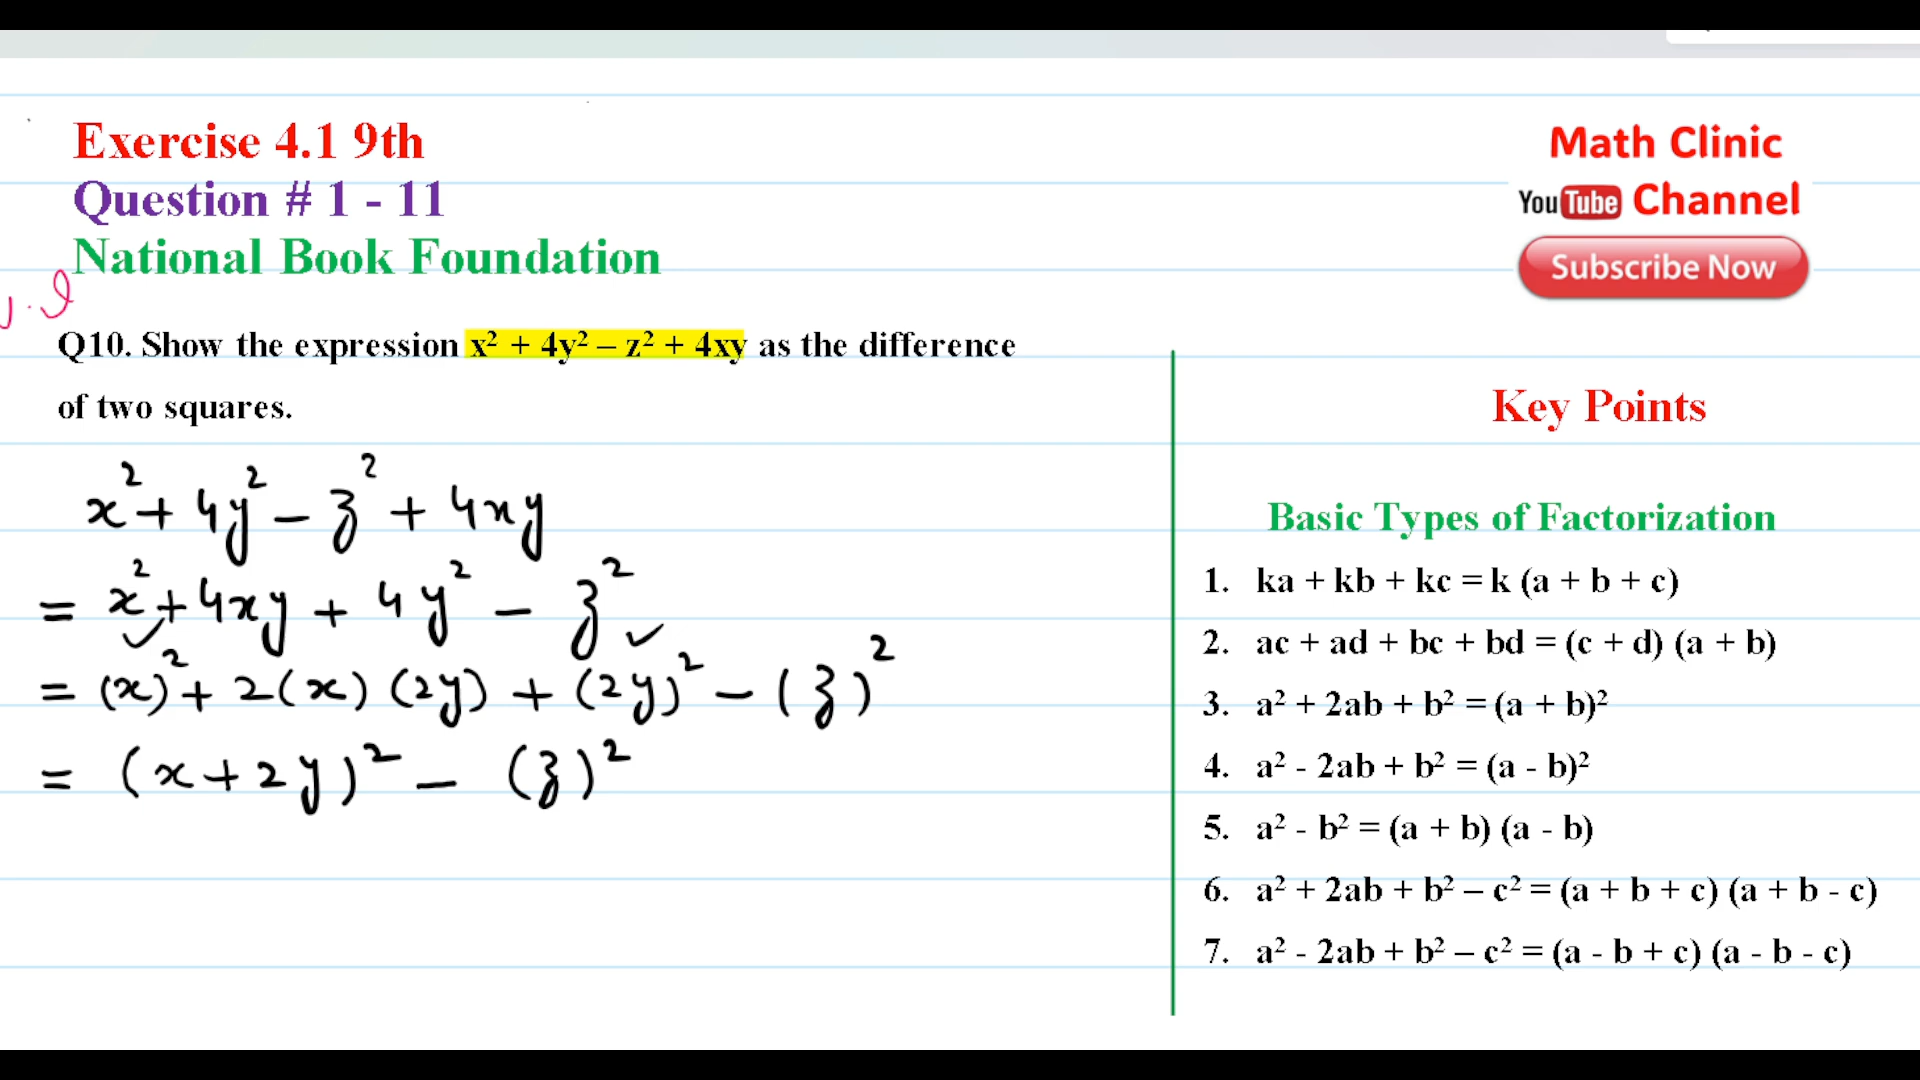 Exercise 4.1 9th
Question # 1 - 11
National Book Foundation
Math Clinic
YouTube Channel
Subscribe Now
Q10. Show the expression x² + 4y² – z² + 4xy as the difference
of two squares.
x² + 4y² – z² + 4xy
= x² + 4xy + 4y² – z²
= (x)² + 2(x)(2y) + (2y)² – (z)²
= (x + 2y)² – (z)²
Key Points
Basic Types of Factorization
1. ka + kb + kc = k (a + b + c)
2. ac + ad + bc + bd = (c + d) (a + b)
3. a² + 2ab + b² = (a + b)²
4. a² - 2ab + b² = (a - b)²
5. a² - b² = (a + b) (a - b)
6. a² + 2ab + b² – c² = (a + b + c) (a + b - c)
7. a² - 2ab + b² – c² = (a - b + c) (a - b - c)